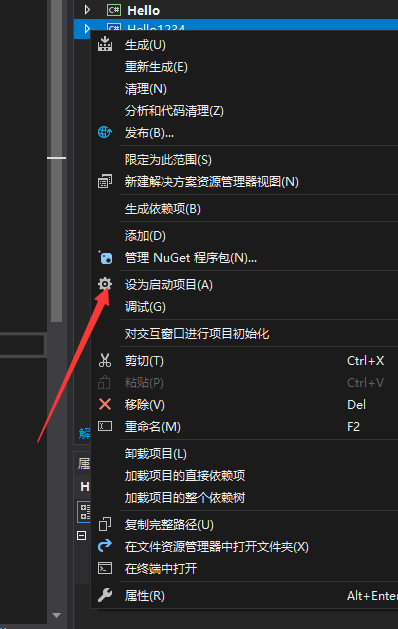 C# Hello
C# Hello1234
生成(U)
重新生成(E)
清理(N)
分析和代码清理(Z)
发布(B)...
限定为此范围(S)
新建解决方案资源管理器视图(N)
生成依赖项(B)
添加(D)
管理 NuGet 程序包(N)...
设为启动项目(A)
调试(G)
对交互窗口进行项目初始化
剪切(T) Ctrl+X
粘贴(P) Ctrl+V
移除(V) Del
重命名(M) F2
解
卸载项目(L)
属
加载项目的直接依赖项
H
加载项目的整个依赖树
复制完整路径(U)
在文件资源管理器中打开文件夹(X)
在终端中打开
属性(R) Alt+Enter